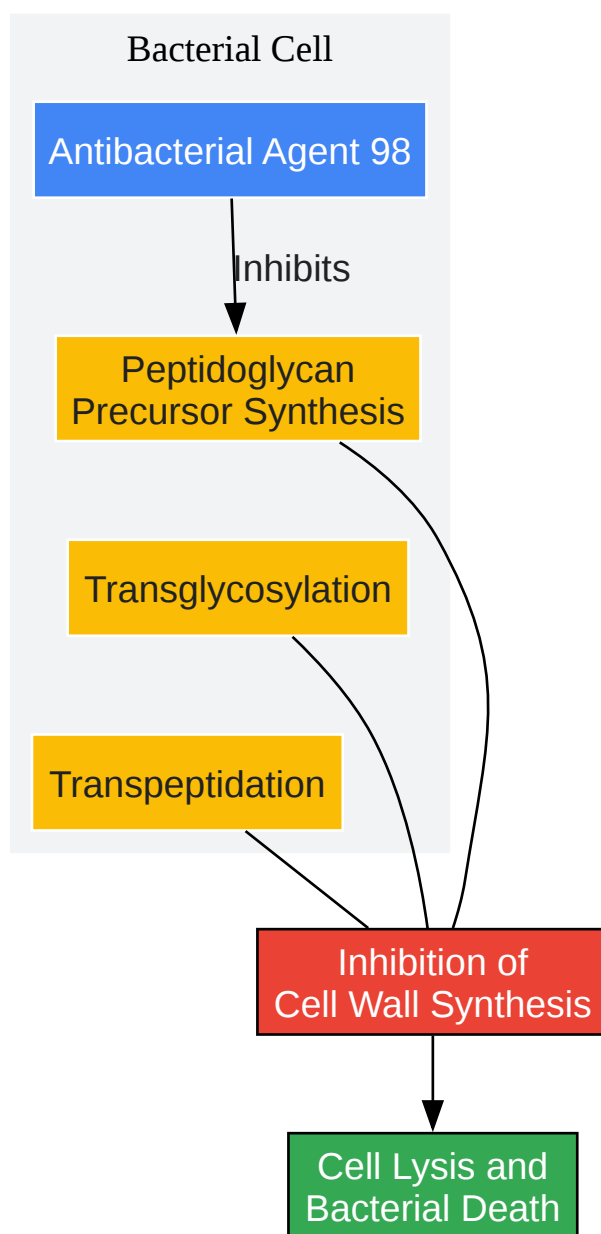 Bacterial Cell
Antibacterial Agent 98
Inhibits
Peptidoglycan
Precursor Synthesis
Transglycosylation
Transpeptidation
Inhibition of
Cell Wall Synthesis
Cell Lysis and
Bacterial Death